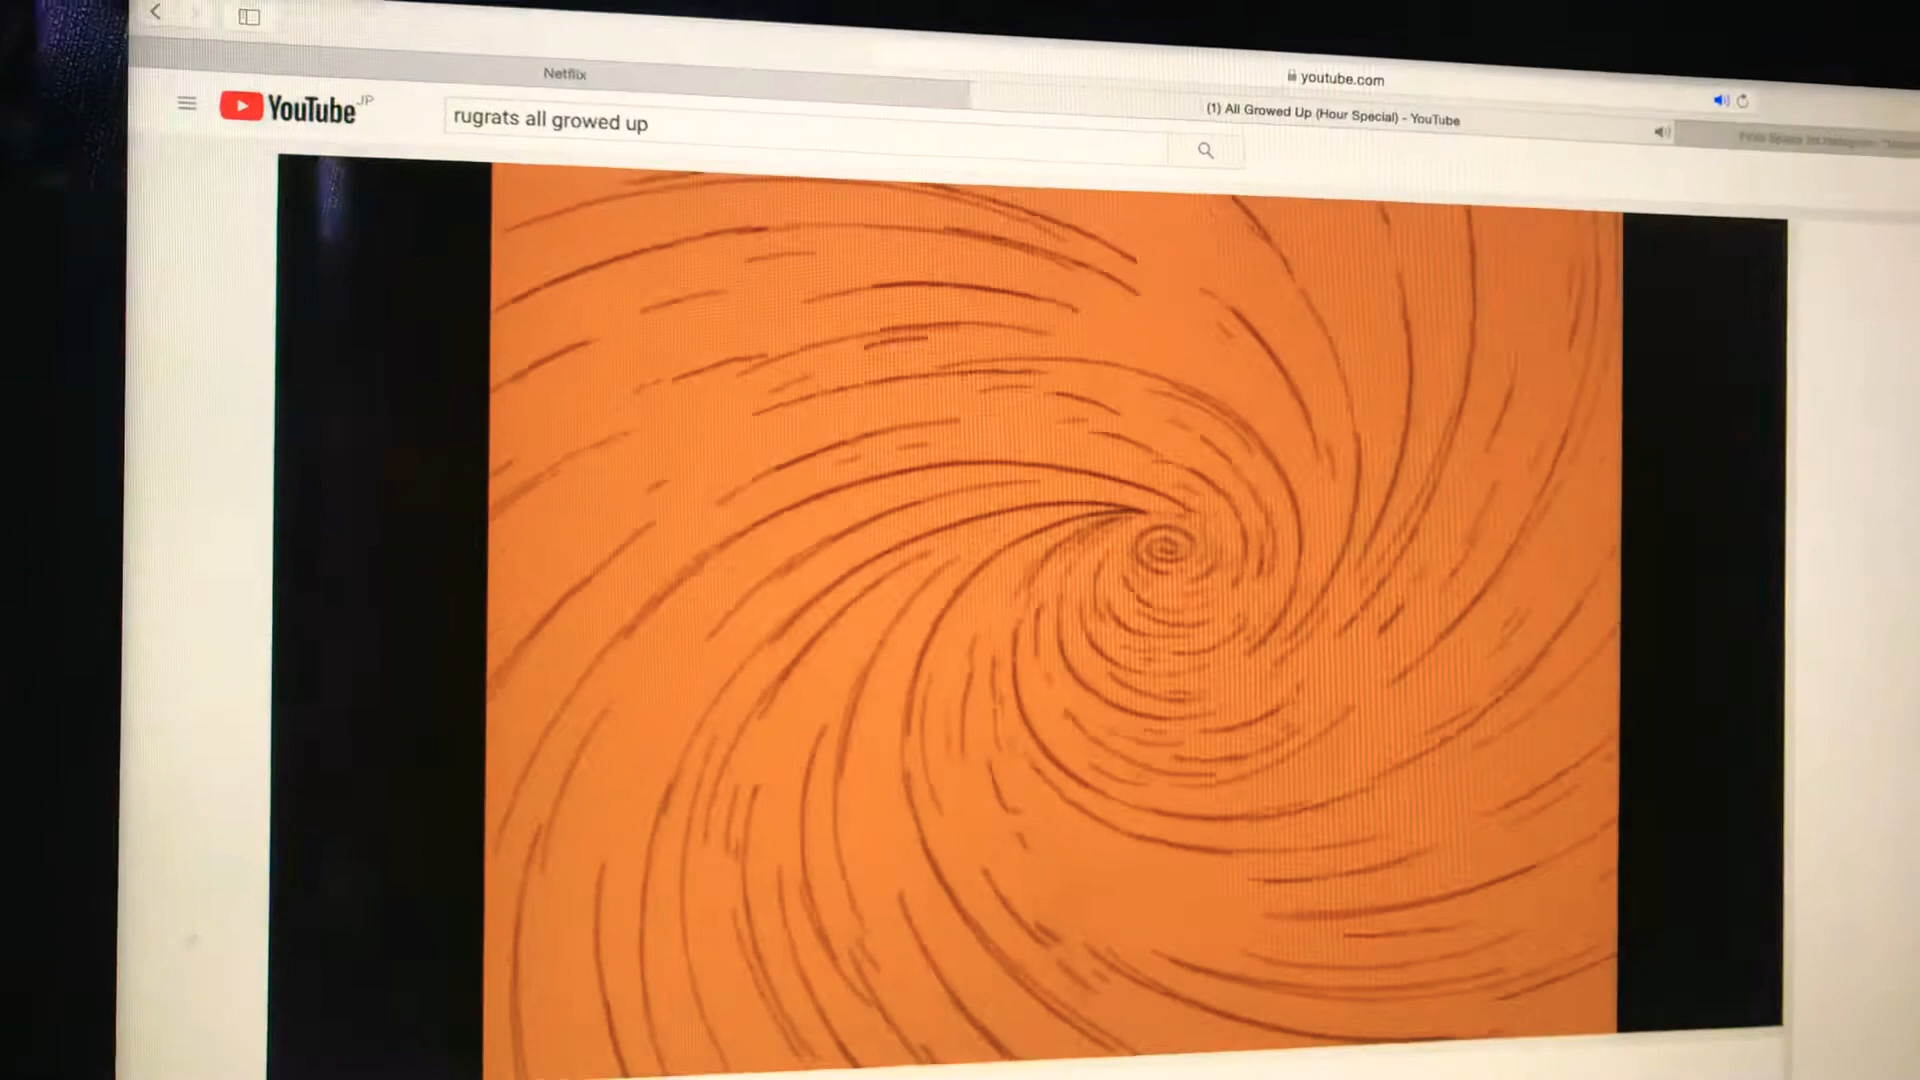 Netflix
youtube.com
YouTube JP
rugrats all growed up
(1) All Growed Up (Hour Special) - YouTube